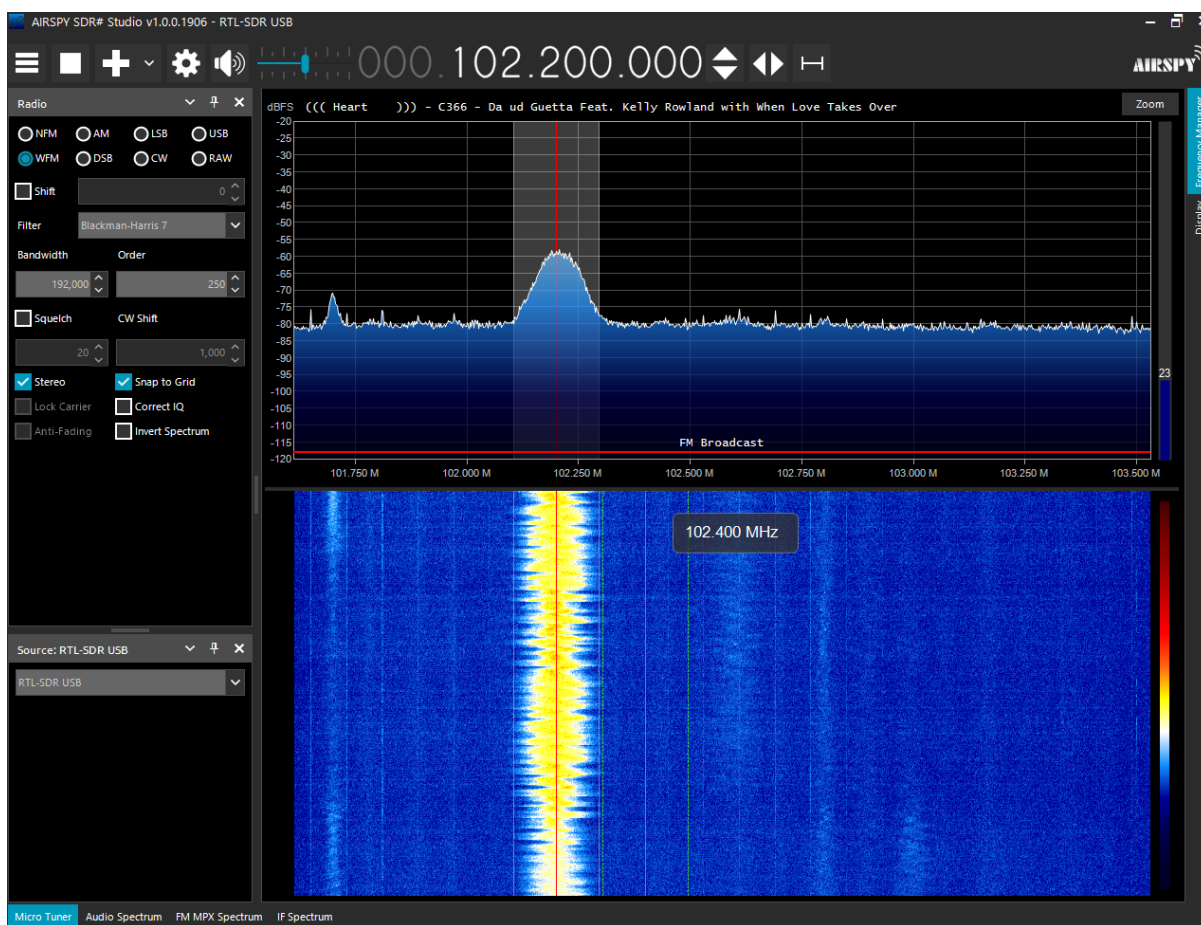 AIRSPY SDR# Studio v1.0.0.1906 - RTL-SDR USB
000.102.200.000
AIRSPY
Radio
NFM AM LSB USB
WFM DSB CW RAW
Shift 0
Filter Blackman-Harris 7
Bandwidth Order
192,000 250
Squelch CW Shift
20 1,000
Stereo Snap to Grid
Lock Carrier Correct IQ
Anti-Fading Invert Spectrum
Source: RTL-SDR USB
RTL-SDR USB
dBFS ((( Heart ))) - C366 - Da ud Guetta Feat. Kelly Rowland with When Love Takes Over
Zoom
-20
-25
-30
-35
-40
-45
-50
-55
-60
-65
-70
-75
-80
-85
-90
-95
-100
-105
-110
-115
-120
23
FM Broadcast
101.750 M 102.000 M 102.250 M 102.500 M 102.750 M 103.000 M 103.250 M 103.500 M
102.400 MHz
Frequency Manager
Display
Micro Tuner Audio Spectrum FM MPX Spectrum IF Spectrum